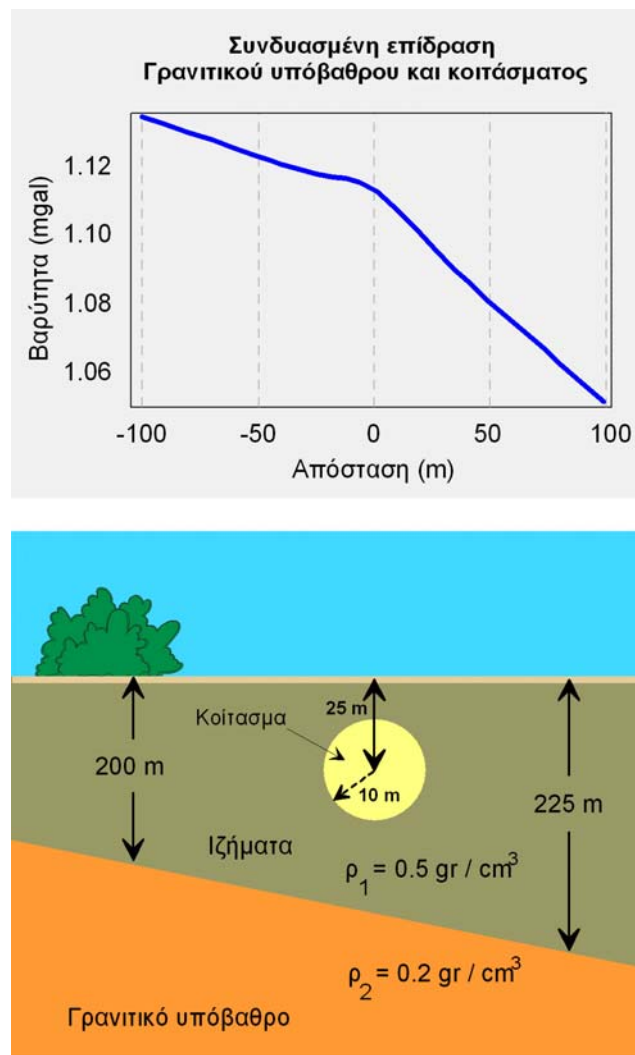 Συνδυασμένη επίδραση
Γρανιτικού υπόβαθρου και κοιτάσματος
Βαρύτητα (mgal)
1.12
1.10
1.08
1.06
-100 -50 0 50 100
Απόσταση (m)
25 m
Κοίτασμα
200 m
10 m
225 m
Ιζήματα
ρ₁ = 0.5 gr / cm³
ρ₂ = 0.2 gr / cm³
Γρανιτικό υπόβαθρο